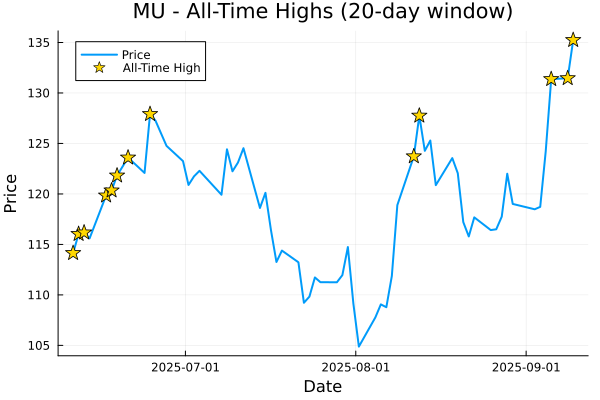 MU - All-Time Highs (20-day window)
Price
All-Time High
135
130
125
120
115
110
105
Price
2025-07-01
2025-08-01
2025-09-01
Date